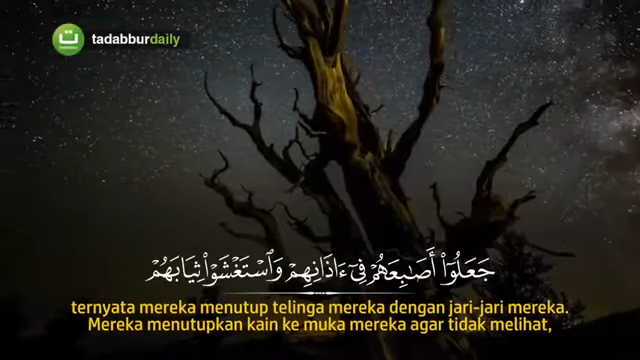 ت
tadabbur
tadabburdaily
جَعَلُوٓا۟ أَصَٰبِعَهُمْ فِىٓ ءَاذَانِهِمْ وَٱسْتَغْشَوْا۟ ثِيَابَهُمْ
ternyata mereka menutup telinga mereka dengan jari-jari mereka.
Mereka menutupkan kain ke muka mereka agar tidak melihat,